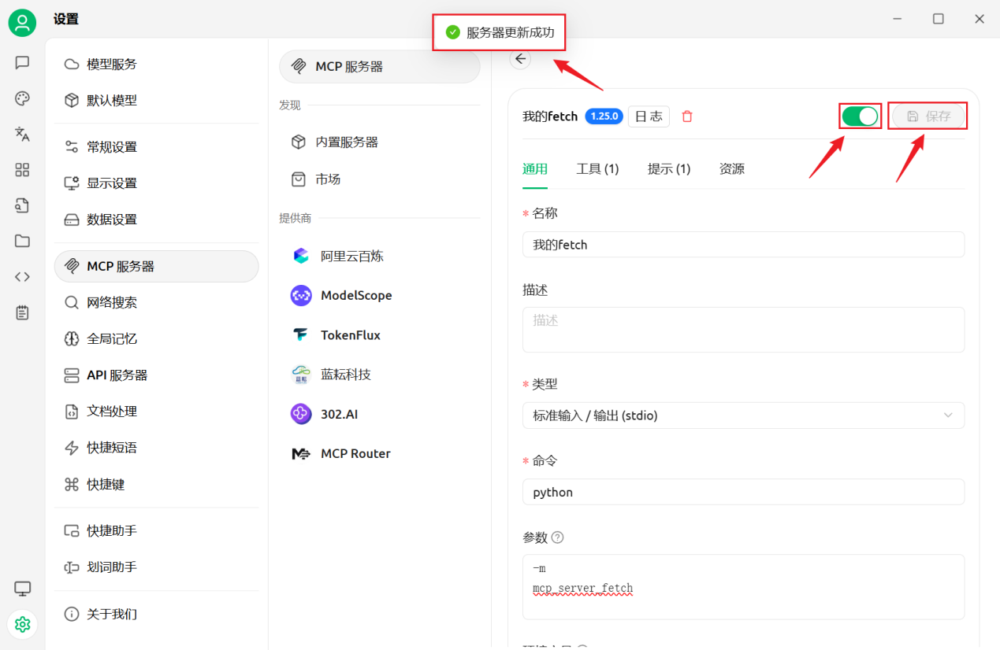 设置
服务器更新成功
模型服务
默认模型
常规设置
显示设置
数据设置
MCP 服务器
网络搜索
全局记忆
API 服务器
文档处理
快捷短语
快捷键
快捷助手
划词助手
关于我们
MCP 服务器
发现
内置服务器
市场
提供商
阿里云百炼
ModelScope
TokenFlux
蓝耘科技
302.AI
MCP Router
我的fetch 1.25.0 日志 保存
通用 工具 (1) 提示 (1) 资源
* 名称
我的fetch
描述
描述
* 类型
标准输入 / 输出 (stdio)
* 命令
python
参数
-m
mcp_server_fetch